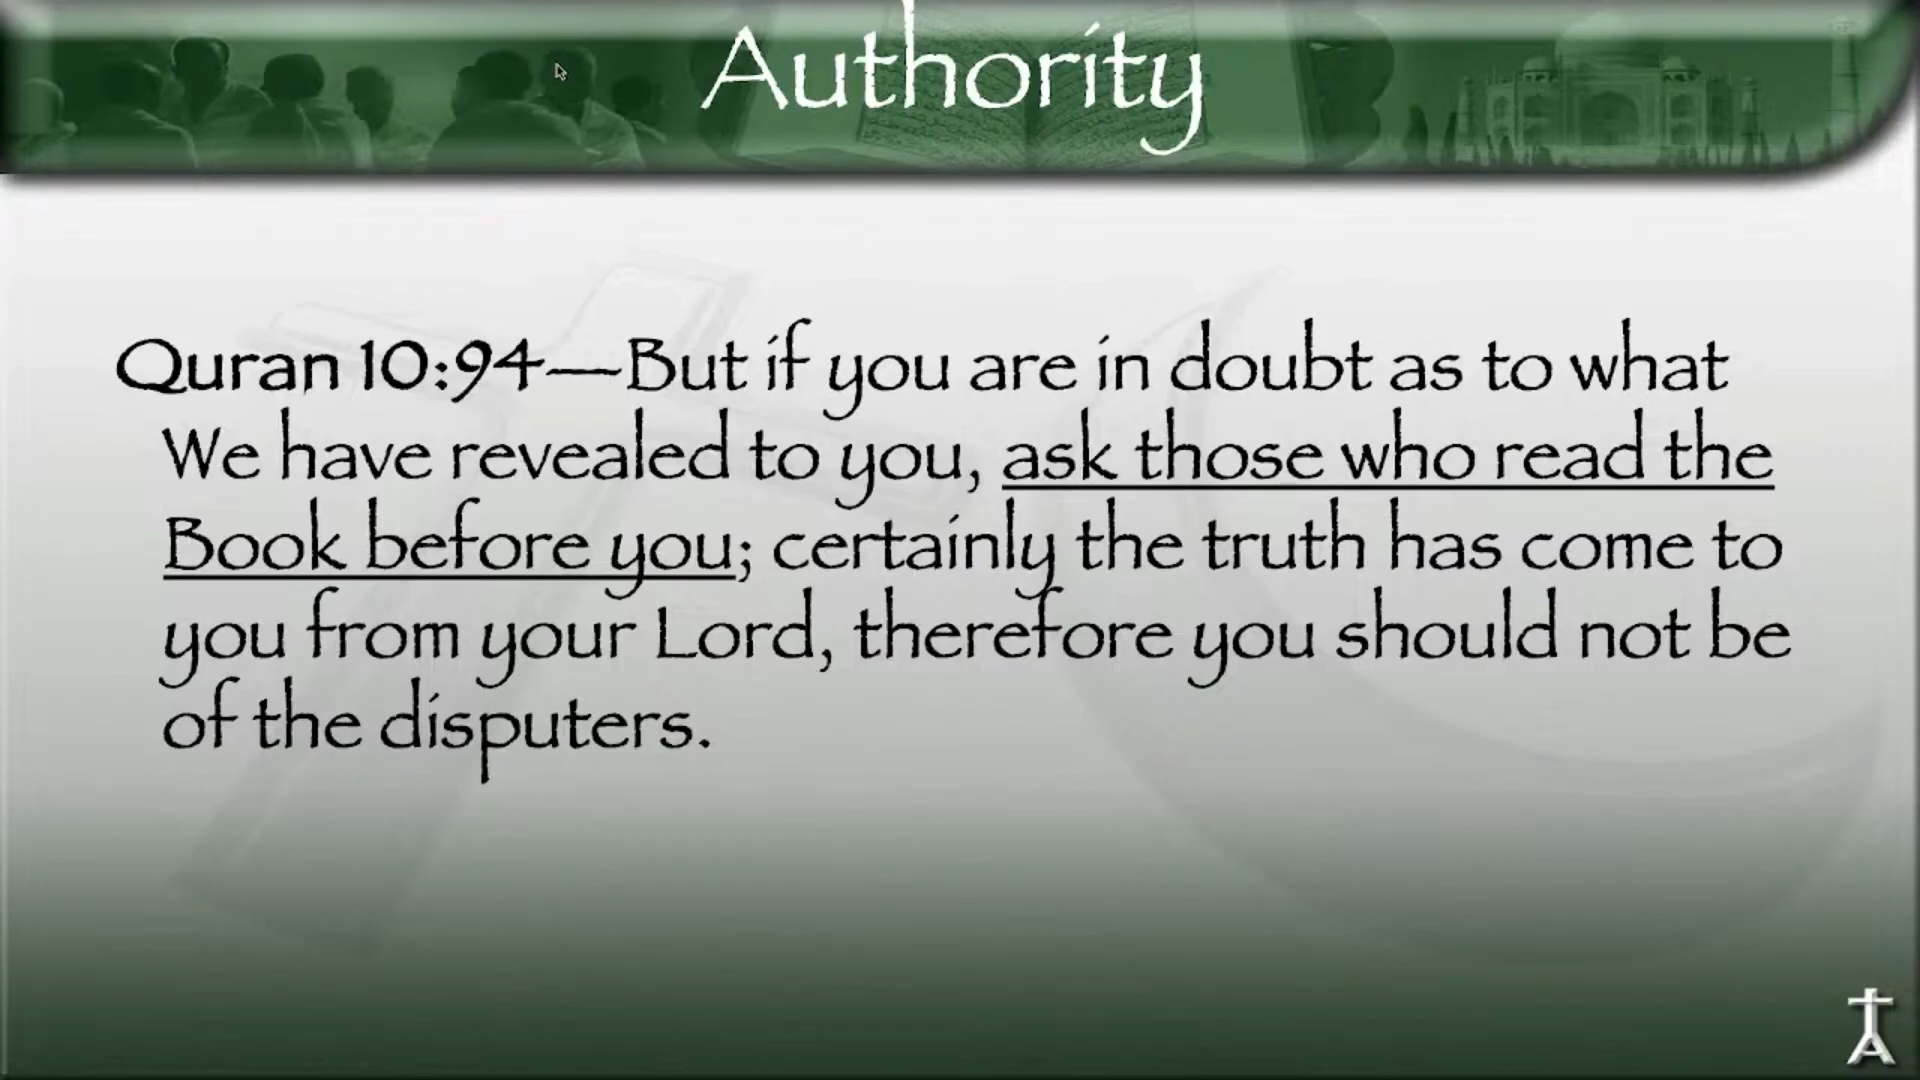 Authority
Quran 10:94—But if you are in doubt as to what
We have revealed to you, ask those who read the
Book before you; certainly the truth has come to
you from your Lord, therefore you should not be
of the disputers.